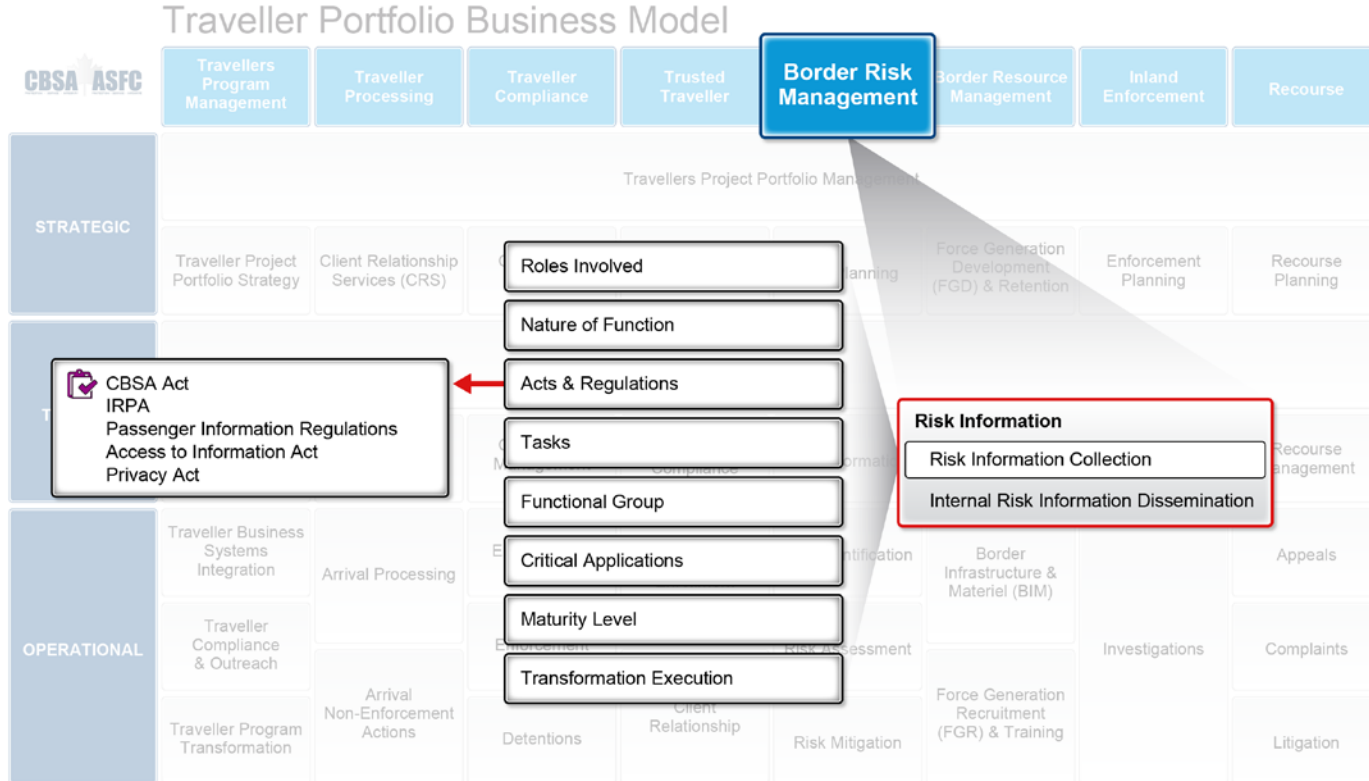 Traveller Portfolio Business Model
CBSA ASFC
Travellers
Program
Management
Traveller
Processing
Traveller
Compliance
Trusted
Traveller
Border Risk
Management
Border Resource
Management
Inland
Enforcement
Recourse
STRATEGIC
Travellers Project Portfolio Management
Traveller Project
Portfolio Strategy
Client Relationship
Services (CRS)
Force Generation
Development
(FGD) & Retention
Enforcement
Planning
Recourse
Planning
Roles Involved
Nature of Function
Acts & Regulations
Tasks
Functional Group
Critical Applications
Maturity Level
Transformation Execution
CBSA Act
IRPA
Passenger Information Regulations
Access to Information Act
Privacy Act
Risk Information
Risk Information Collection
Internal Risk Information Dissemination
Compliance
Recourse
OPERATIONAL
Traveller Business
Systems
Integration
Traveller
Compliance
& Outreach
Traveller Program
Transformation
Arrival Processing
Arrival
Non-Enforcement
Actions
Enforcement
Detentions
Client
Relationship
Risk Assessment
Risk Mitigation
Border
Infrastructure &
Materiel (BIM)
Force Generation
Recruitment
(FGR) & Training
Investigations
Appeals
Complaints
Litigation